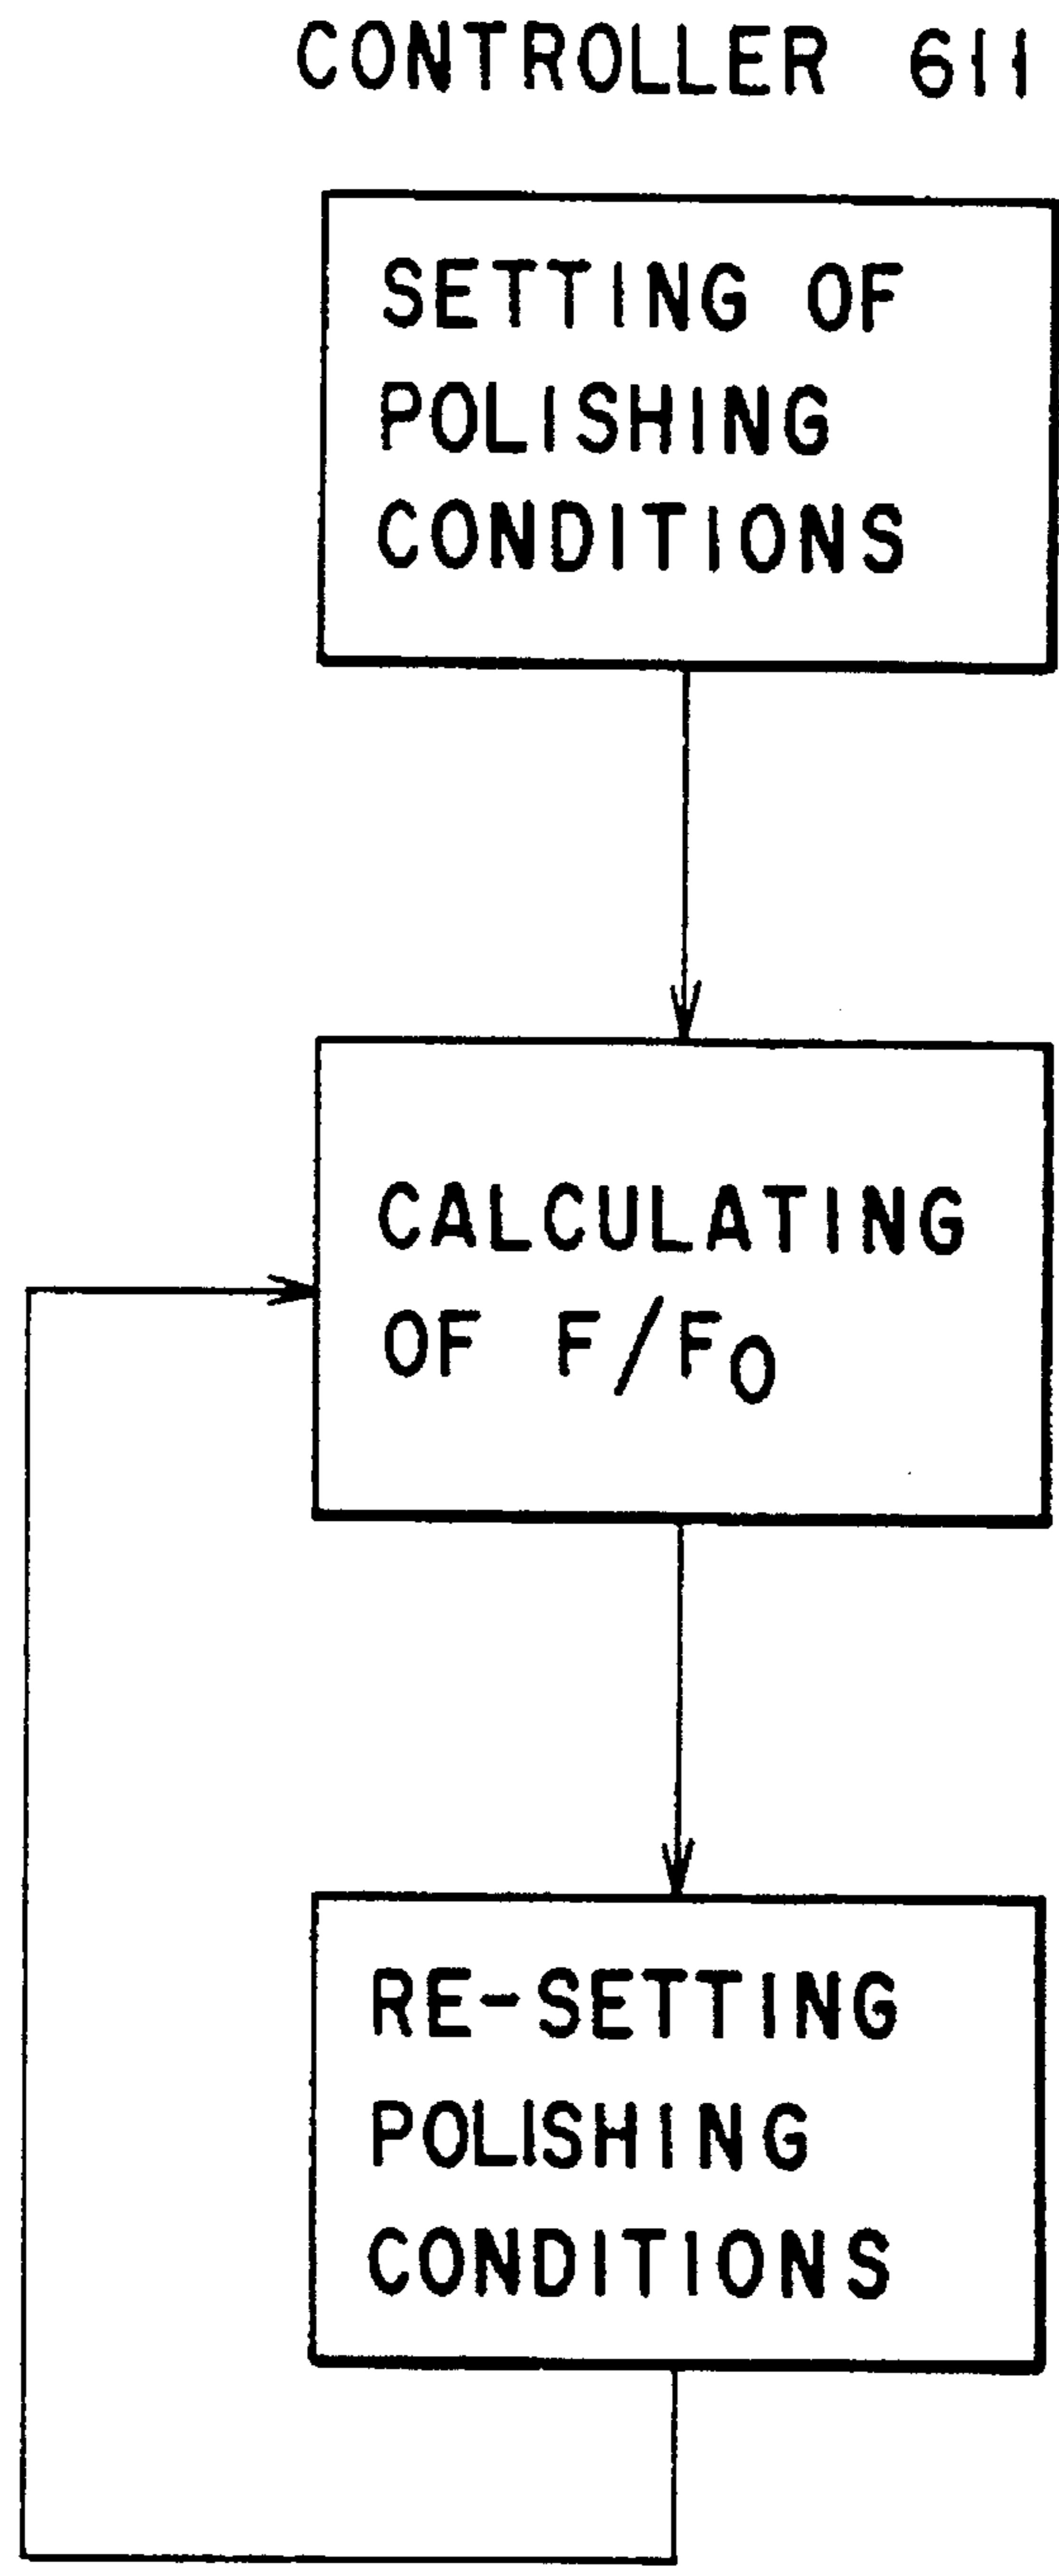 CONTROLLER 611
SETTING OF
POLISHING
CONDITIONS
CALCULATING
OF F/F0
RE-SETTING
POLISHING
CONDITIONS